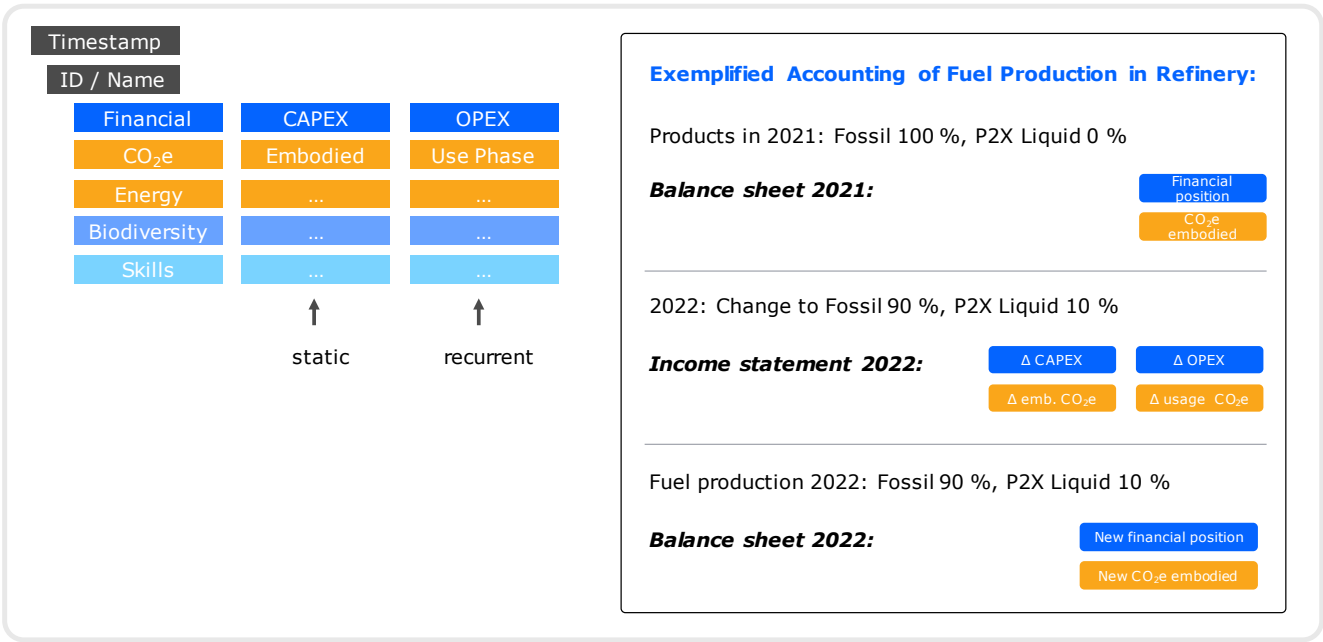 Timestamp
ID / Name
Financial CAPEX OPEX
CO₂e Embodied Use Phase
Energy ... ...
Biodiversity ... ...
Skills ... ...
static recurrent
Exemplified Accounting of Fuel Production in Refinery:
Products in 2021: Fossil 100 %, P2X Liquid 0 %
Balance sheet 2021:
Financial
position
CO₂e
embodied
2022: Change to Fossil 90 %, P2X Liquid 10 %
Income statement 2022:
Δ CAPEX Δ OPEX
Δ emb. CO₂e Δ usage CO₂e
Fuel production 2022: Fossil 90 %, P2X Liquid 10 %
Balance sheet 2022:
New financial position
New CO₂e embodied